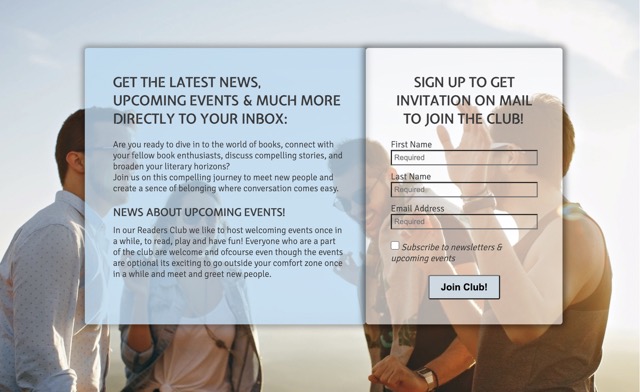 GET THE LATEST NEWS,
UPCOMING EVENTS & MUCH MORE
DIRECTLY TO YOUR INBOX:
Are you ready to dive in to the world of books, connect with
your fellow book enthusiasts, discuss compelling stories, and
broaden your literary horizons?
Join us on this compelling journey to meet new people and
create a sence of belonging where conversation comes easy.
NEWS ABOUT UPCOMING EVENTS!
In our Readers Club we like to host welcoming events once in
a while, to read, play and have fun! Everyone who are a part
of the club are welcome and ofcourse even though the events
are optional its exciting to go outside your comfort zone once
in a while and meet and greet new people.
SIGN UP TO GET
INVITATION ON MAIL
TO JOIN THE CLUB!
First Name
Required
Last Name
Required
Email Address
Required
Subscribe to newsletters &
upcoming events
Join Club!